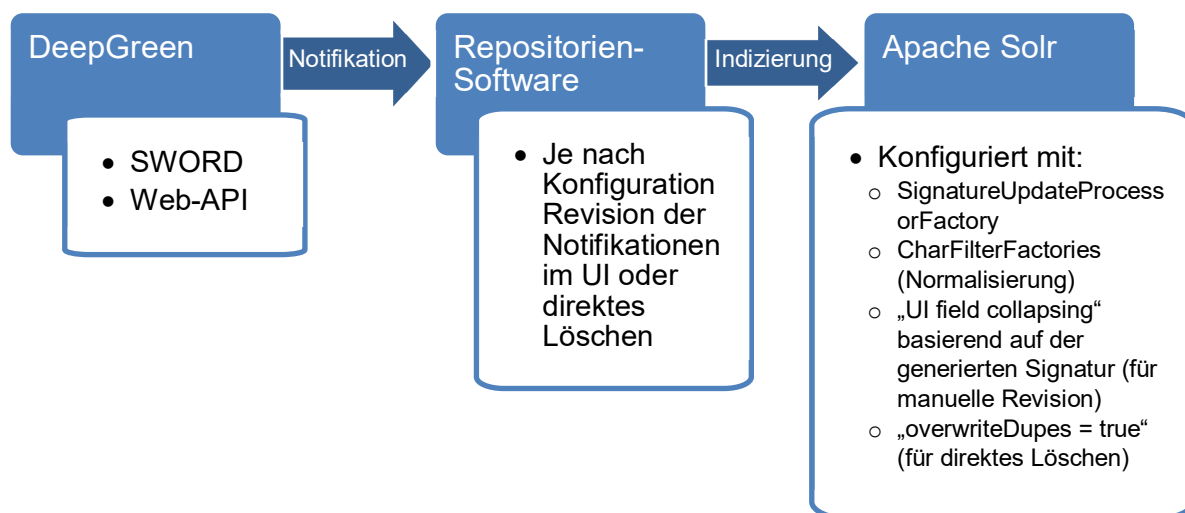 DeepGreen
• SWORD
• Web-API
Notifikation
Repositorien-
Software
• Je nach
Konfiguration
Revision der
Notifikationen
im UI oder
direktes
Löschen
Indizierung
Apache Solr
• Konfiguriert mit:
o SignatureUpdateProcess
orFactory
o CharFilterFactories
(Normalisierung)
o „UI field collapsing“
basierend auf der
generierten Signatur (für
manuelle Revision)
o „overwriteDupes = true“
(für direktes Löschen)